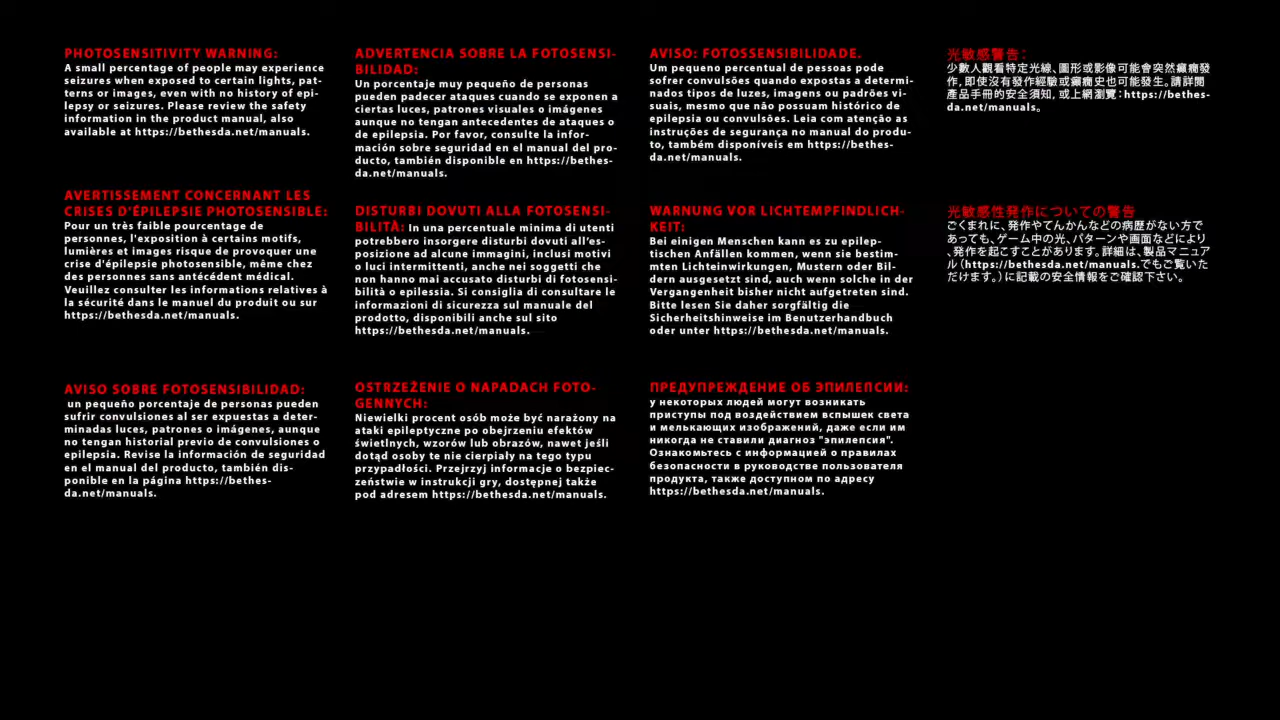 PHOTOSENSITIVITY WARNING:
A small percentage of people may experience
seizures when exposed to certain lights, pat-
terns or images, even with no history of epi-
lepsy or seizures. Please review the safety
information in the product manual, also
available at https://bethesda.net/manuals.
AVERTISSEMENT CONCERNANT LES
CRISES D'ÉPILEPSIE PHOTOSENSIBLE:
Pour un très faible pourcentage de
personnes, l'exposition à certains motifs,
lumières et images risque de provoquer une
crise d'épilepsie photosensible, même chez
des personnes sans antécédent médical.
Veuillez consulter les informations relatives à
la sécurité dans le manuel du produit ou sur
https://bethesda.net/manuals.
AVISO SOBRE FOTOSENSIBILIDAD:
un pequeño porcentaje de personas pueden
sufrir convulsiones al ser expuestas a deter-
minadas luces, patrones o imágenes, aunque
no tengan historial previo de convulsiones o
epilepsia. Revise la información de seguridad
en el manual del producto, también dis-
ponible en la página https://bethes-
da.net/manuals.
ADVERTENCIA SOBRE LA FOTOSENSI-
BILIDAD:
Un porcentaje muy pequeño de personas
pueden padecer ataques cuando se exponen a
ciertas luces, patrones visuales o imágenes
aunque no tengan antecedentes de ataques o
de epilepsia. Por favor, consulte la infor-
mación sobre seguridad en el manual del pro-
ducto, también disponible en https://bethes-
da.net/manuals.
DISTURBI DOVUTI ALLA FOTOSENSI-
BILITÀ: In una percentuale minima di utenti
potrebbero insorgere disturbi dovuti all'es-
posizione ad alcune immagini, inclusi motivi
o luci intermittenti, anche nei soggetti che
non hanno mai accusato disturbi di fotosensi-
bilità o epilessia. Si consiglia di consultare le
informazioni di sicurezza sul manuale del
prodotto, disponibili anche sul sito
https://bethesda.net/manuals.
OSTRZEŻENIE O NAPADACH FOTO-
GENNYCH:
Niewielki procent osób może być narażony na
ataki epileptyczne po obejrzeniu efektów
świetlnych, wzorów lub obrazów, nawet jeśli
dotąd osoby te nie cierpiały na tego typu
przypadłości. Przejrzyj informacje o bezpiec-
zeństwie w instrukcji gry, dostępnej także
pod adresem https://bethesda.net/manuals.
AVISO: FOTOSSENSIBILIDADE.
Um pequeno percentual de pessoas pode
sofrer convulsões quando expostas a determi-
nados tipos de luzes, imagens ou padrões vi-
suais, mesmo que não possuam histórico de
epilepsia ou convulsões. Leia com atenção as
instruções de segurança no manual do produ-
to, também disponíveis em https://bethes-
da.net/manuals.
WARNUNG VOR LICHTEMPFINDLICH-
KEIT:
Bei einigen Menschen kann es zu epilep-
tischen Anfällen kommen, wenn sie bestim-
mten Lichteinwirkungen, Mustern oder Bil-
dern ausgesetzt sind, auch wenn solche in der
Vergangenheit bisher nicht aufgetreten sind.
Bitte lesen Sie daher sorgfältig die
Sicherheitshinweise im Benutzerhandbuch
oder unter https://bethesda.net/manuals.
ПРЕДУПРЕЖДЕНИЕ ОБ ЭПИЛЕПСИИ:
у некоторых людей могут возникать
приступы под воздействием вспышек света
и мелькающих изображений, даже если им
никогда не ставили диагноз "эпилепсия".
Ознакомьтесь с информацией о правилах
безопасности в руководстве пользователя
продукта, также доступном по адресу
https://bethesda.net/manuals.
光敏感警告：
少數人觀看特定光線、圖形或影像可能會突然癲癇發
作，即使沒有發作經驗或癲癇史也可能發生。請詳閱
產品手冊的安全須知，或上網瀏覽：https://bethes-
da.net/manuals。
光敏感性発作についての警告
ごくまれに、発作やてんかんなどの病歴がない方で
あっても、ゲーム中の光、パターンや画面などにより
、発作を起こすことがあります。詳細は、製品マニュア
ル（https://bethesda.net/manuals.でもご覧いた
だけます。）に記載の安全情報をご確認下さい。